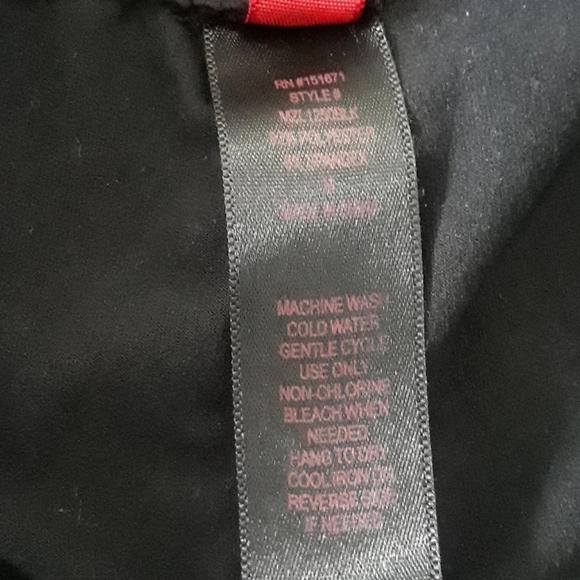 RN #151671
STYLE #
POLYESTER
SPANDEX
M
MACHINE WASH
COLD WATER
GENTLE CYCLE
USE ONLY
NON-CHLORINE
BLEACH WHEN
NEEDED
HANG TO DRY
COOL IRON ON
REVERSE SIDE
IF NEEDED